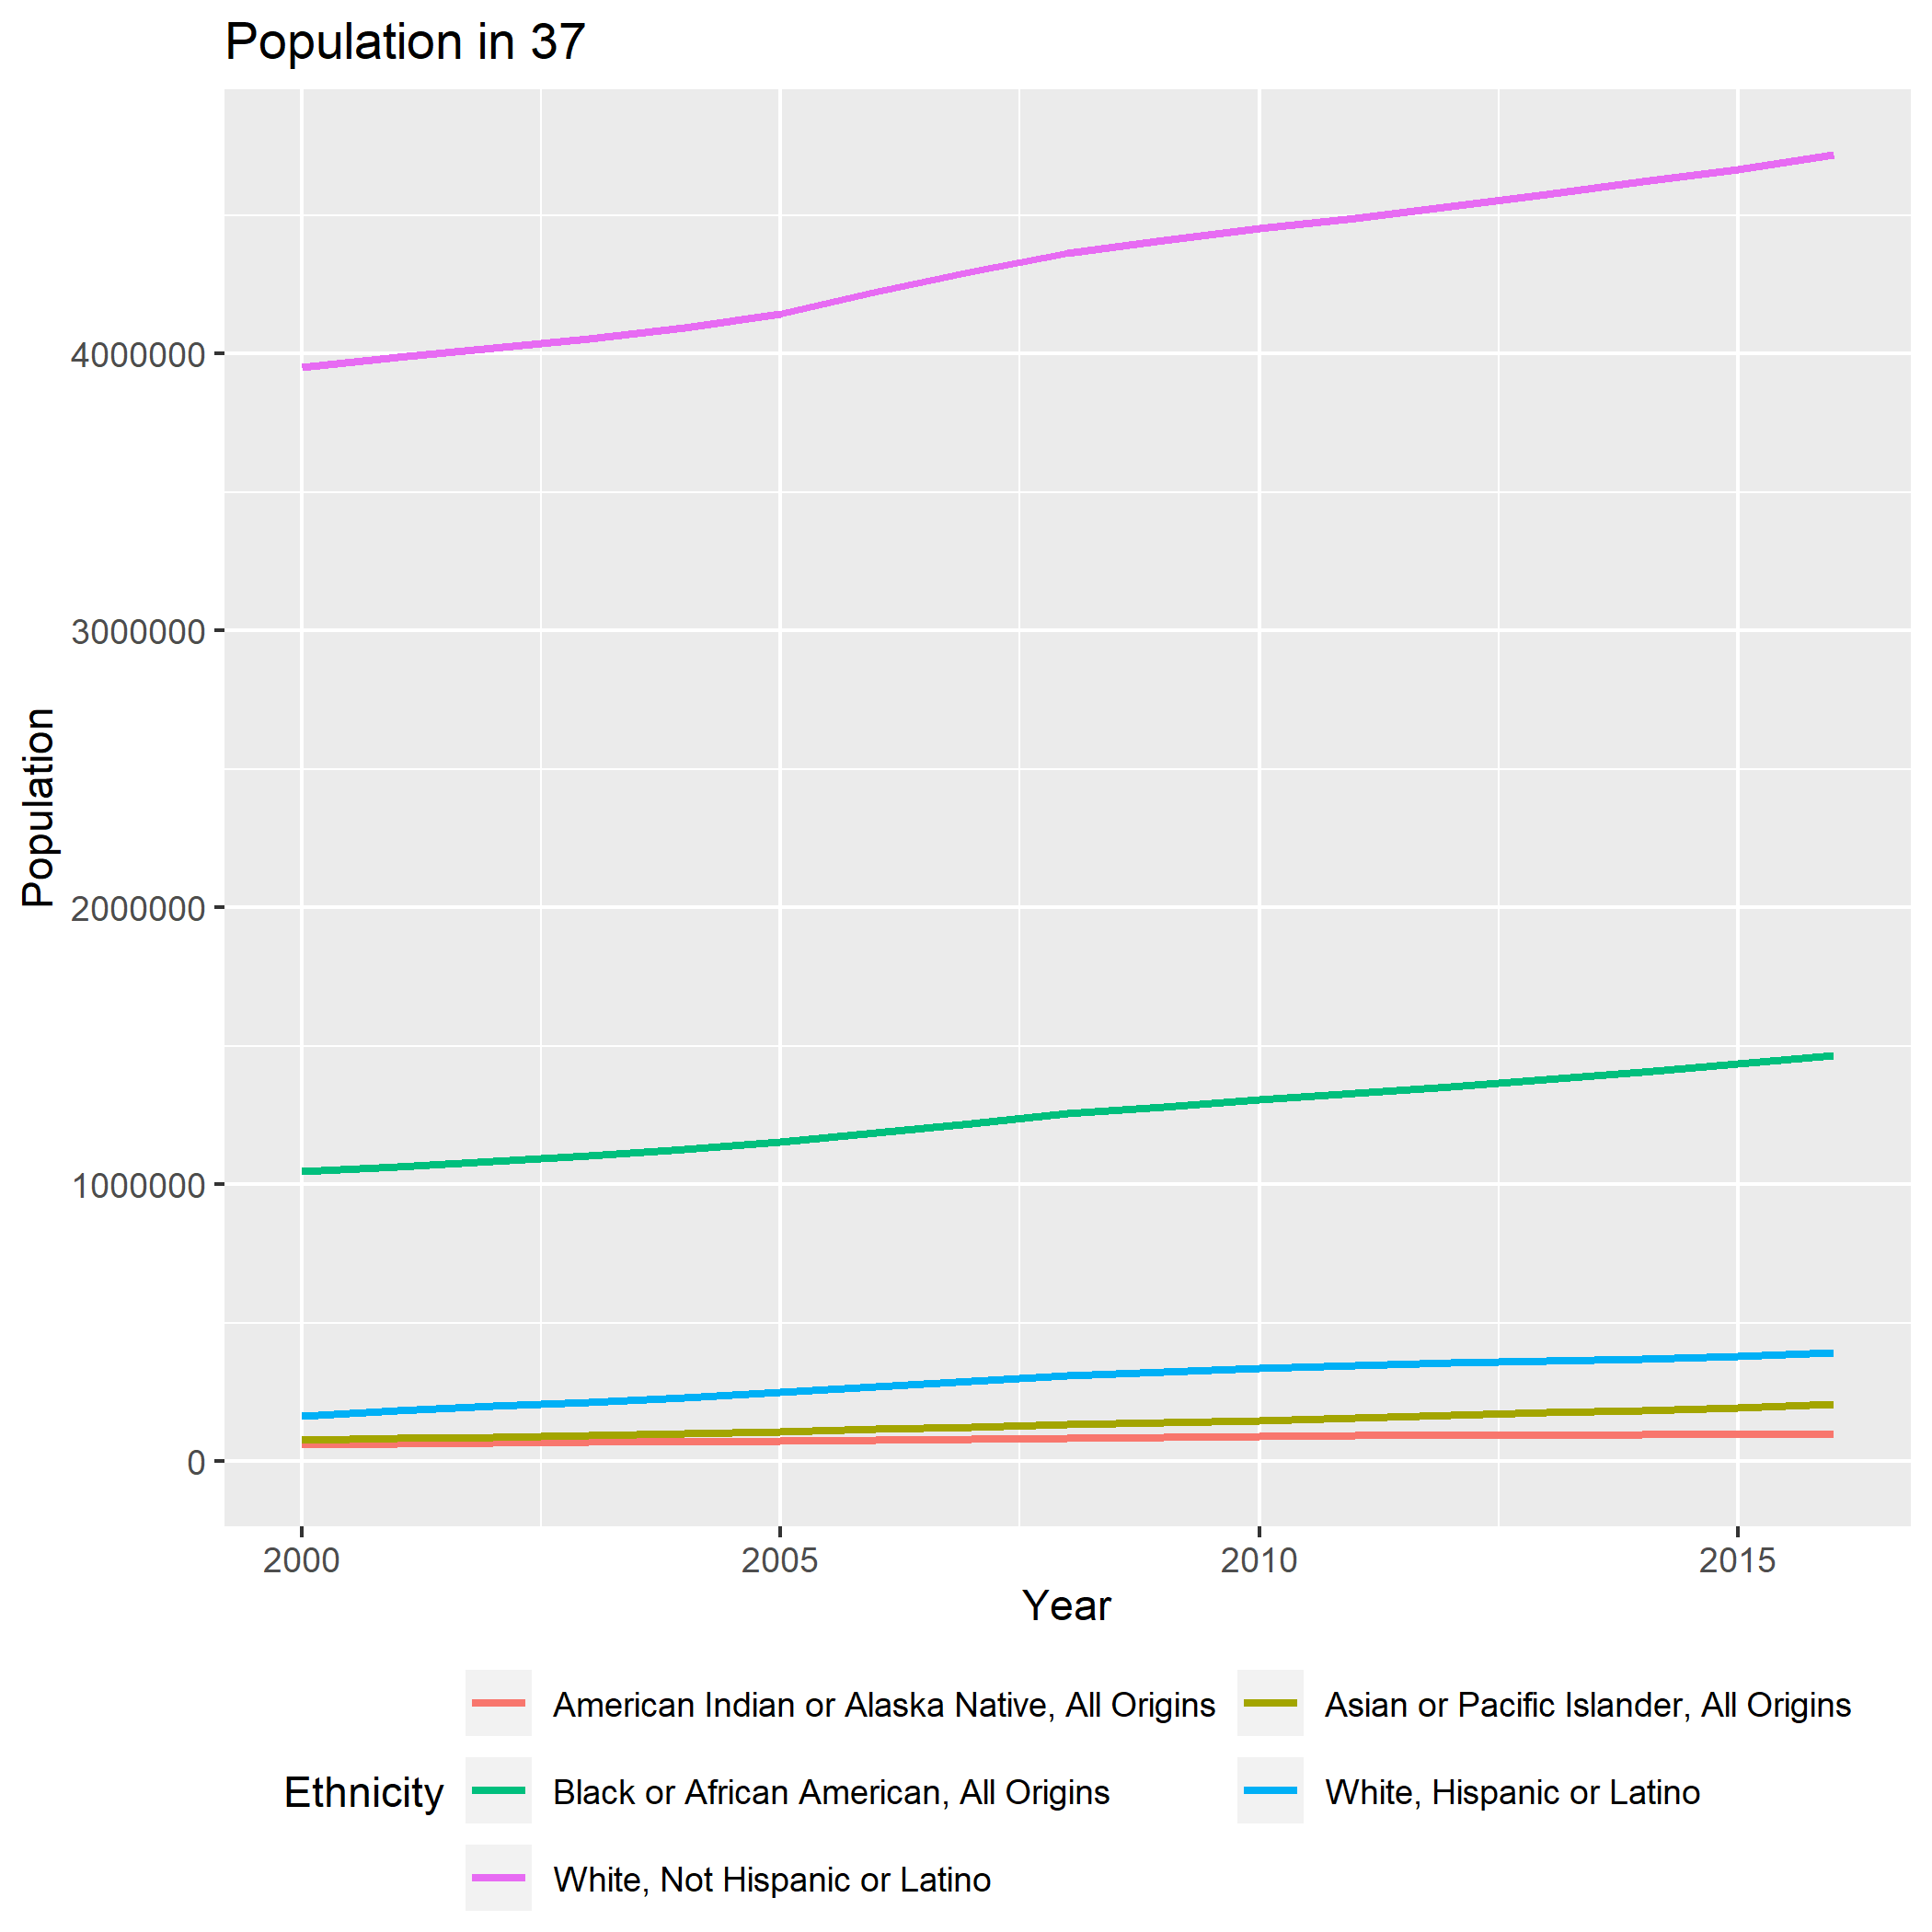 Population in 37
Population
4000000
3000000
2000000
1000000
0
2000 2005 2010 2015
Year
Ethnicity
American Indian or Alaska Native, All Origins
Asian or Pacific Islander, All Origins
Black or African American, All Origins
White, Hispanic or Latino
White, Not Hispanic or Latino